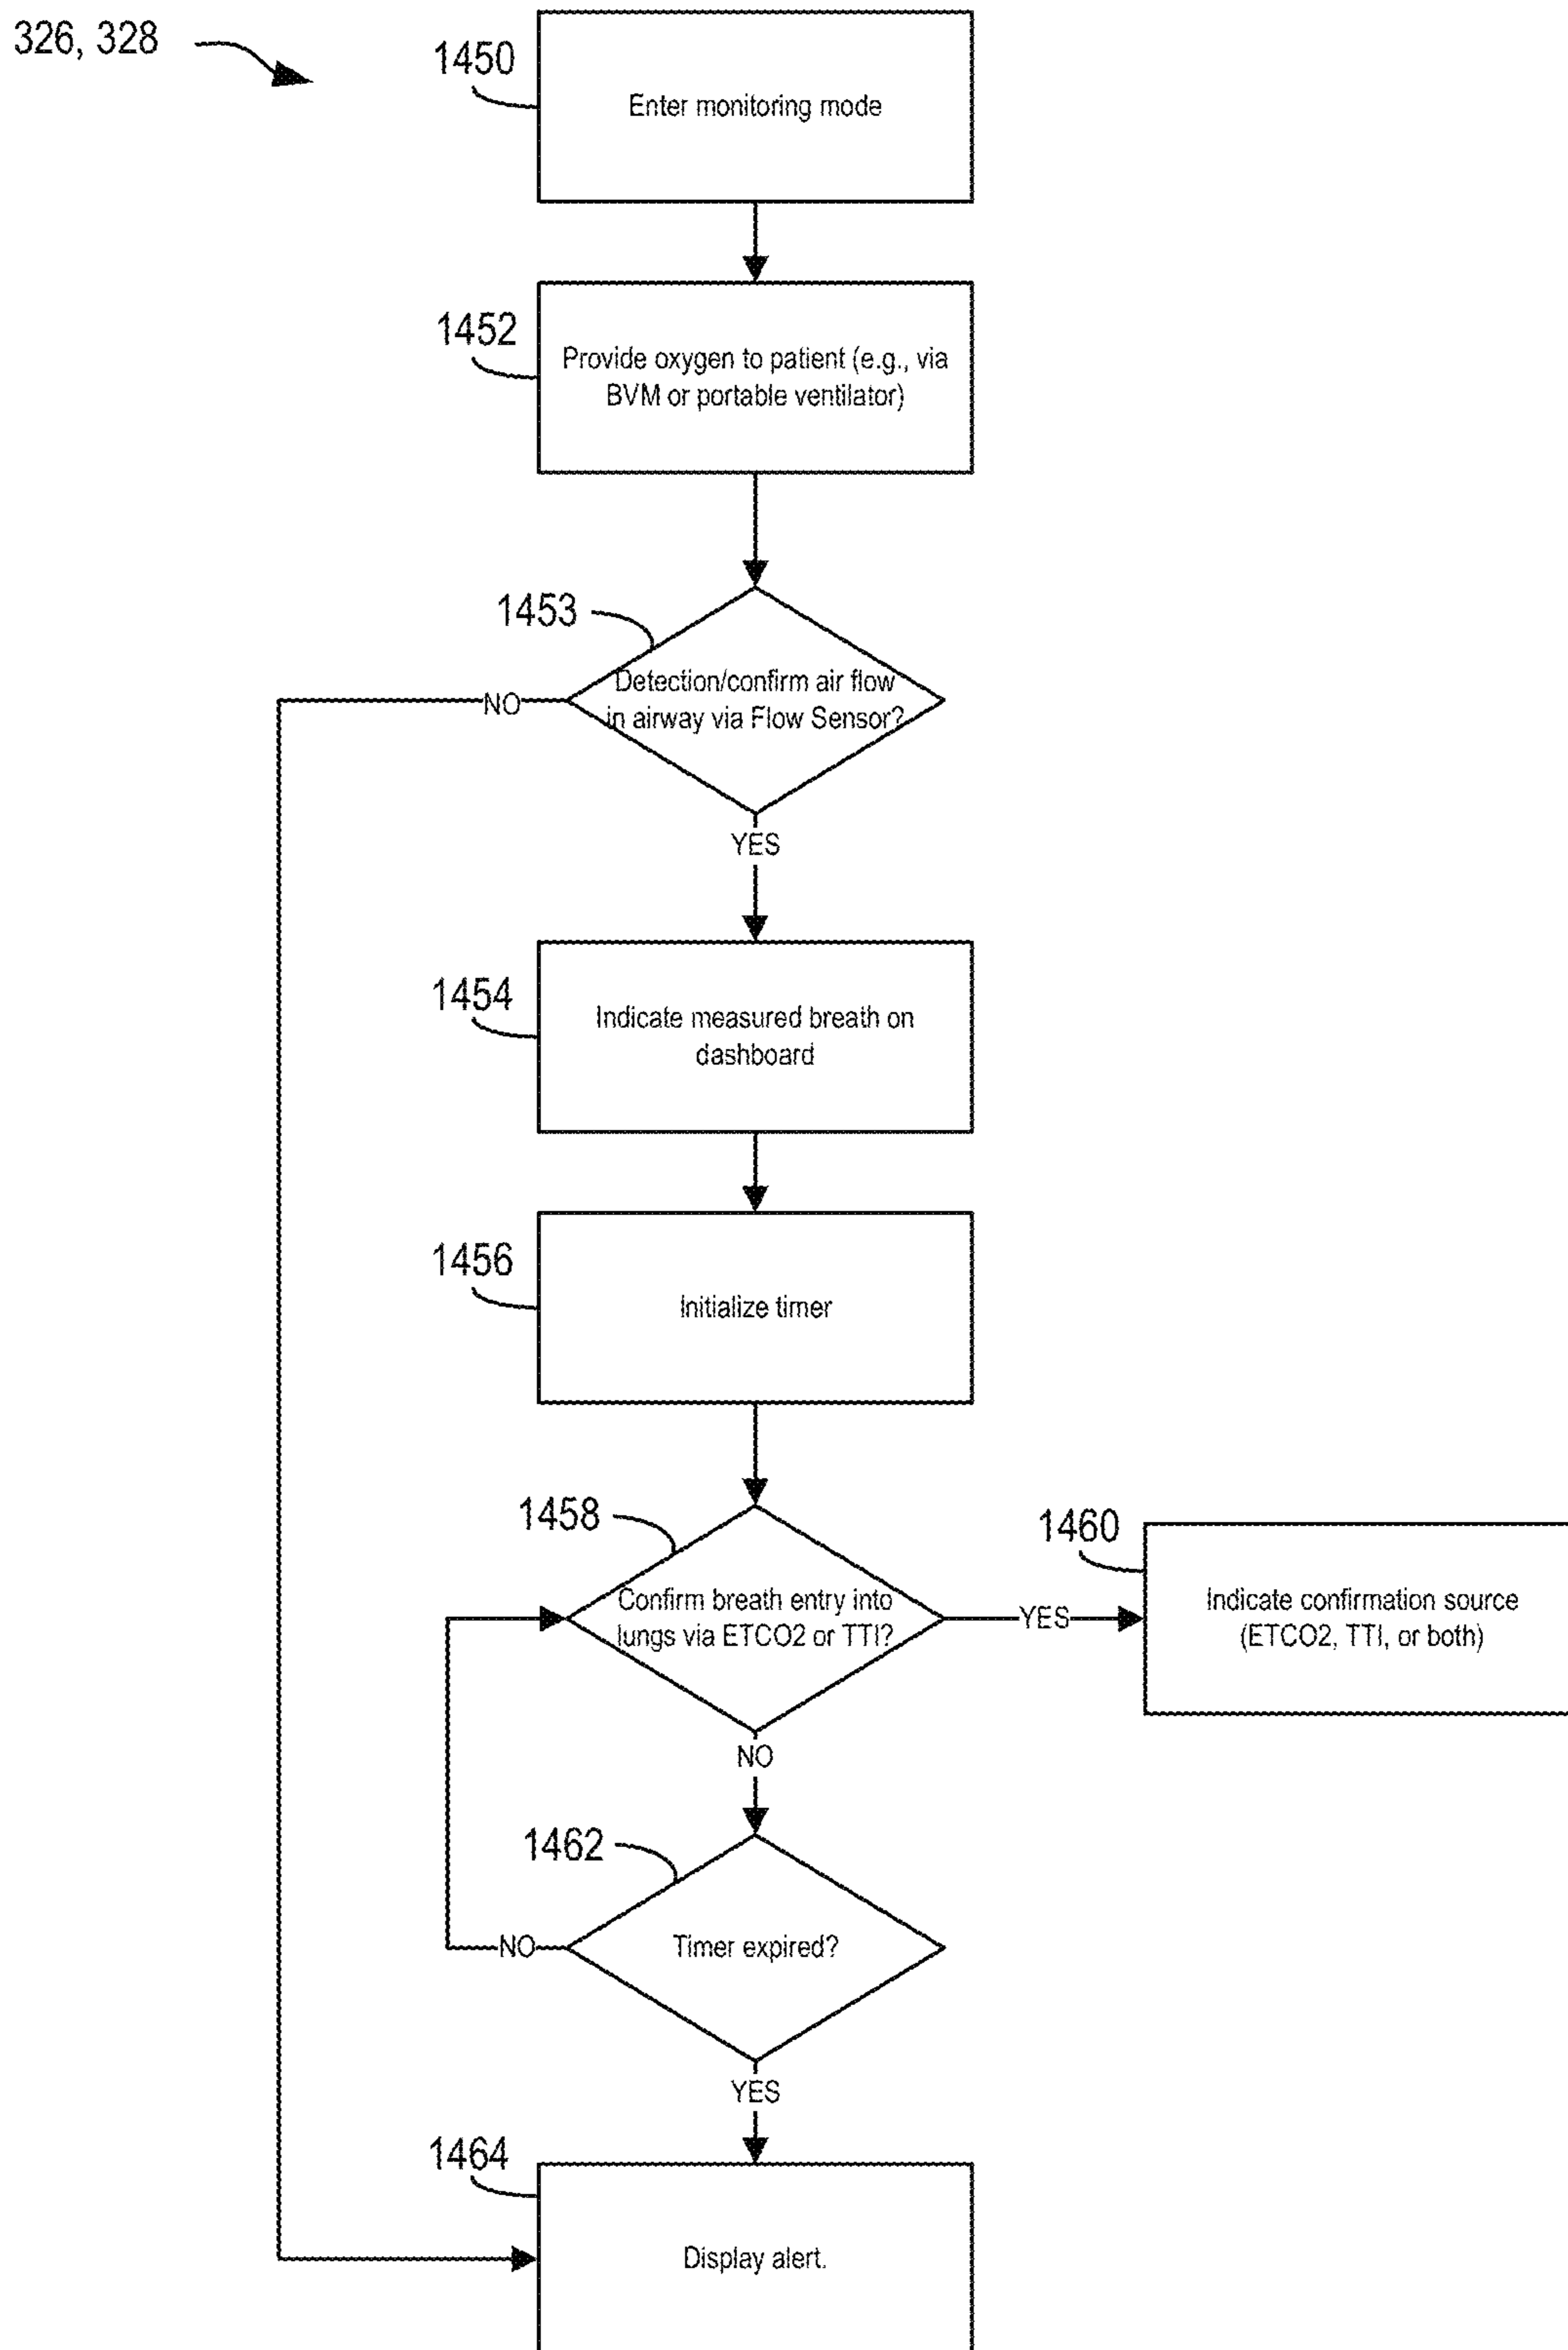 326, 328
1450
Enter monitoring mode
1452
Provide oxygen to patient (e.g., via
BVM or portable ventilator)
1453
Detection/confirm air flow
in airway via Flow Sensor?
NO
YES
1454
Indicate measured breath on
dashboard
1456
Initialize timer
1458
Confirm breath entry into
lungs via ETCO2 or TTI?
YES
1460
Indicate confirmation source
(ETCO2, TTI, or both)
NO
1462
Timer expired?
NO
YES
1464
Display alert.